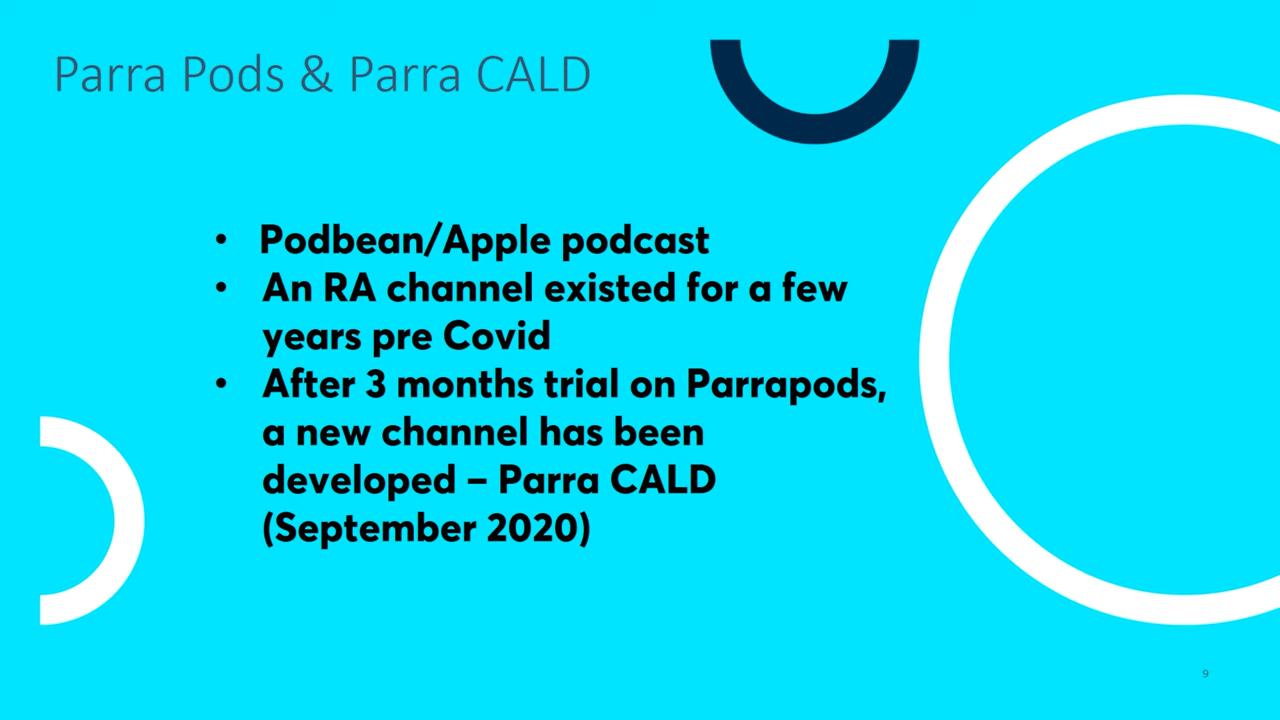 Parra Pods & Parra CALD
• Podbean/Apple podcast
• An RA channel existed for a few
years pre Covid
• After 3 months trial on Parrapods,
a new channel has been
developed – Parra CALD
(September 2020)
9